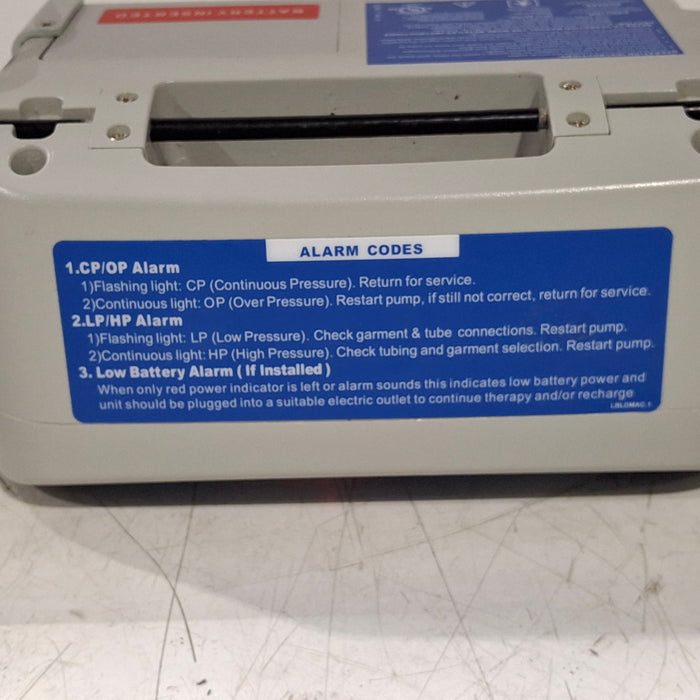 BATTERY INSERTED
ALARM CODES
1.CP/OP Alarm
1)Flashing light: CP (Continuous Pressure). Return for service.
2)Continuous light: OP (Over Pressure). Restart pump, if still not correct, return for service.
2.LP/HP Alarm
1)Flashing light: LP (Low Pressure). Check garment & tube connections. Restart pump.
2)Continuous light: HP (High Pressure). Check tubing and garment selection. Restart pump.
3. Low Battery Alarm ( If Installed )
When only red power indicator is left or alarm sounds this indicates low battery power and
unit should be plugged into a suitable electric outlet to continue therapy and/or recharge